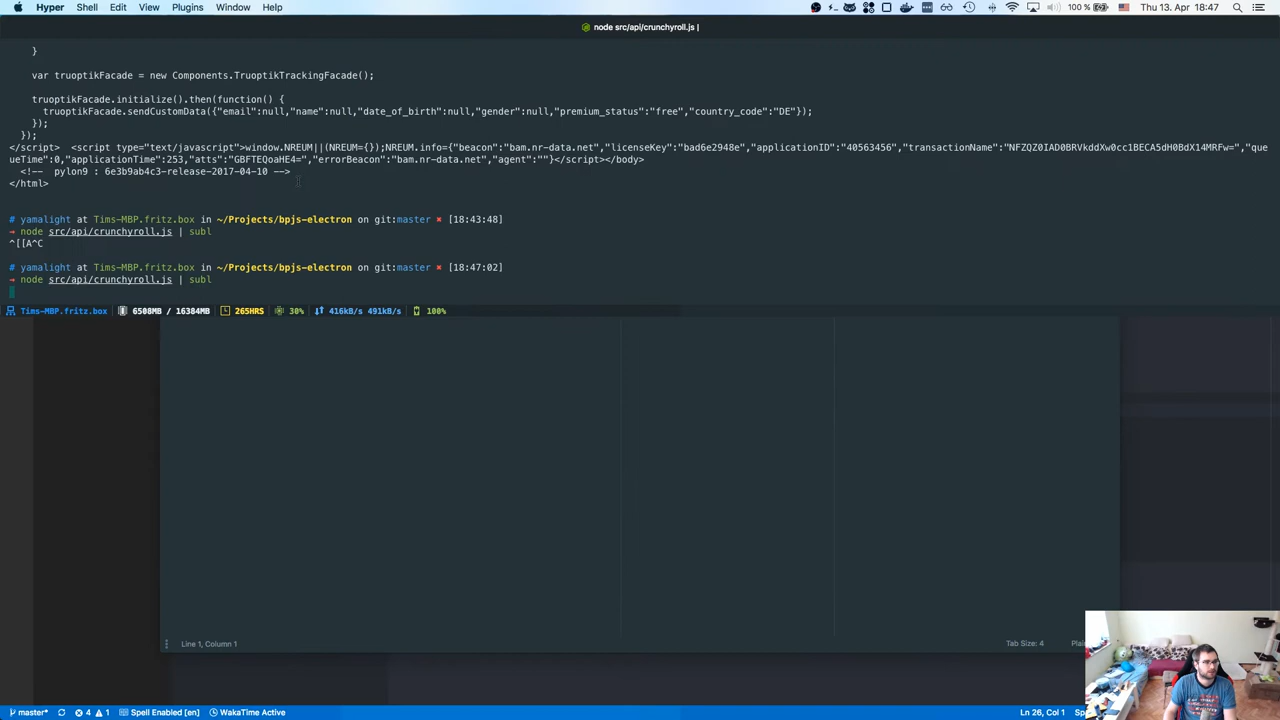 Hyper Shell Edit View Plugins Window Help 100 % Thu 13. Apr 18:47
node src/api/crunchyroll.js |
}
var truoptikFacade = new Components.TruoptikTrackingFacade();
truoptikFacade.initialize().then(function() {
truoptikFacade.sendCustomData({"email":null,"name":null,"date_of_birth":null,"gender":null,"premium_status":"free","country_code":"DE"});
});
});
</script> <script type="text/javascript">window.NREUM||(NREUM={});NREUM.info={"beacon":"bam.nr-data.net","licenseKey":"bad6e2948e","applicationID":"40563456","transactionName":"NFZQZ0IAD0BRVkddXw0cc1BECA5dH0BdX14MRFw=","que
ueTime":0,"applicationTime":253,"atts":"GBFTEQoaHE4=","errorBeacon":"bam.nr-data.net","agent":""}</script></body>
<!-- pylon9 : 6e3b9ab4c3-release-2017-04-10 -->
</html>
# yamalight at Tims-MBP.fritz.box in ~/Projects/bpjs-electron on git:master ✖ [18:43:48]
→ node src/api/crunchyroll.js | subl
^[[A^C
# yamalight at Tims-MBP.fritz.box in ~/Projects/bpjs-electron on git:master ✖ [18:47:02]
→ node src/api/crunchyroll.js | subl
Tims-MBP.fritz.box 6508MB / 16384MB 265HRS 30% 416kB/s 491kB/s 100%
Line 1, Column 1 Tab Size: 4
master* 4 1 Spell Enabled [en] WakaTime Active Ln 26, Col 1